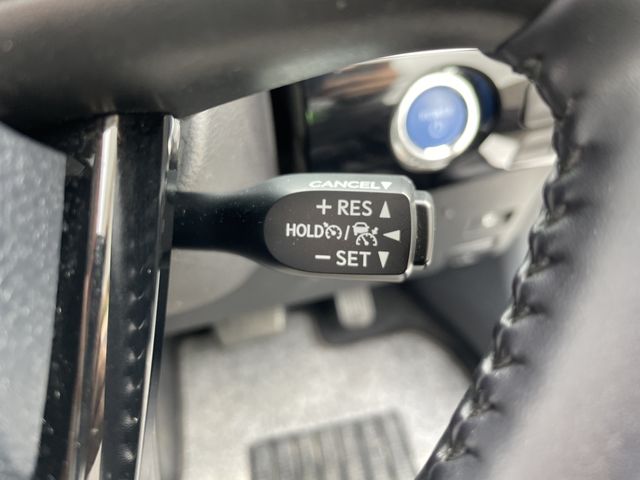 CANCEL▼
+ RES ▲
HOLD / ◀
− SET ▼